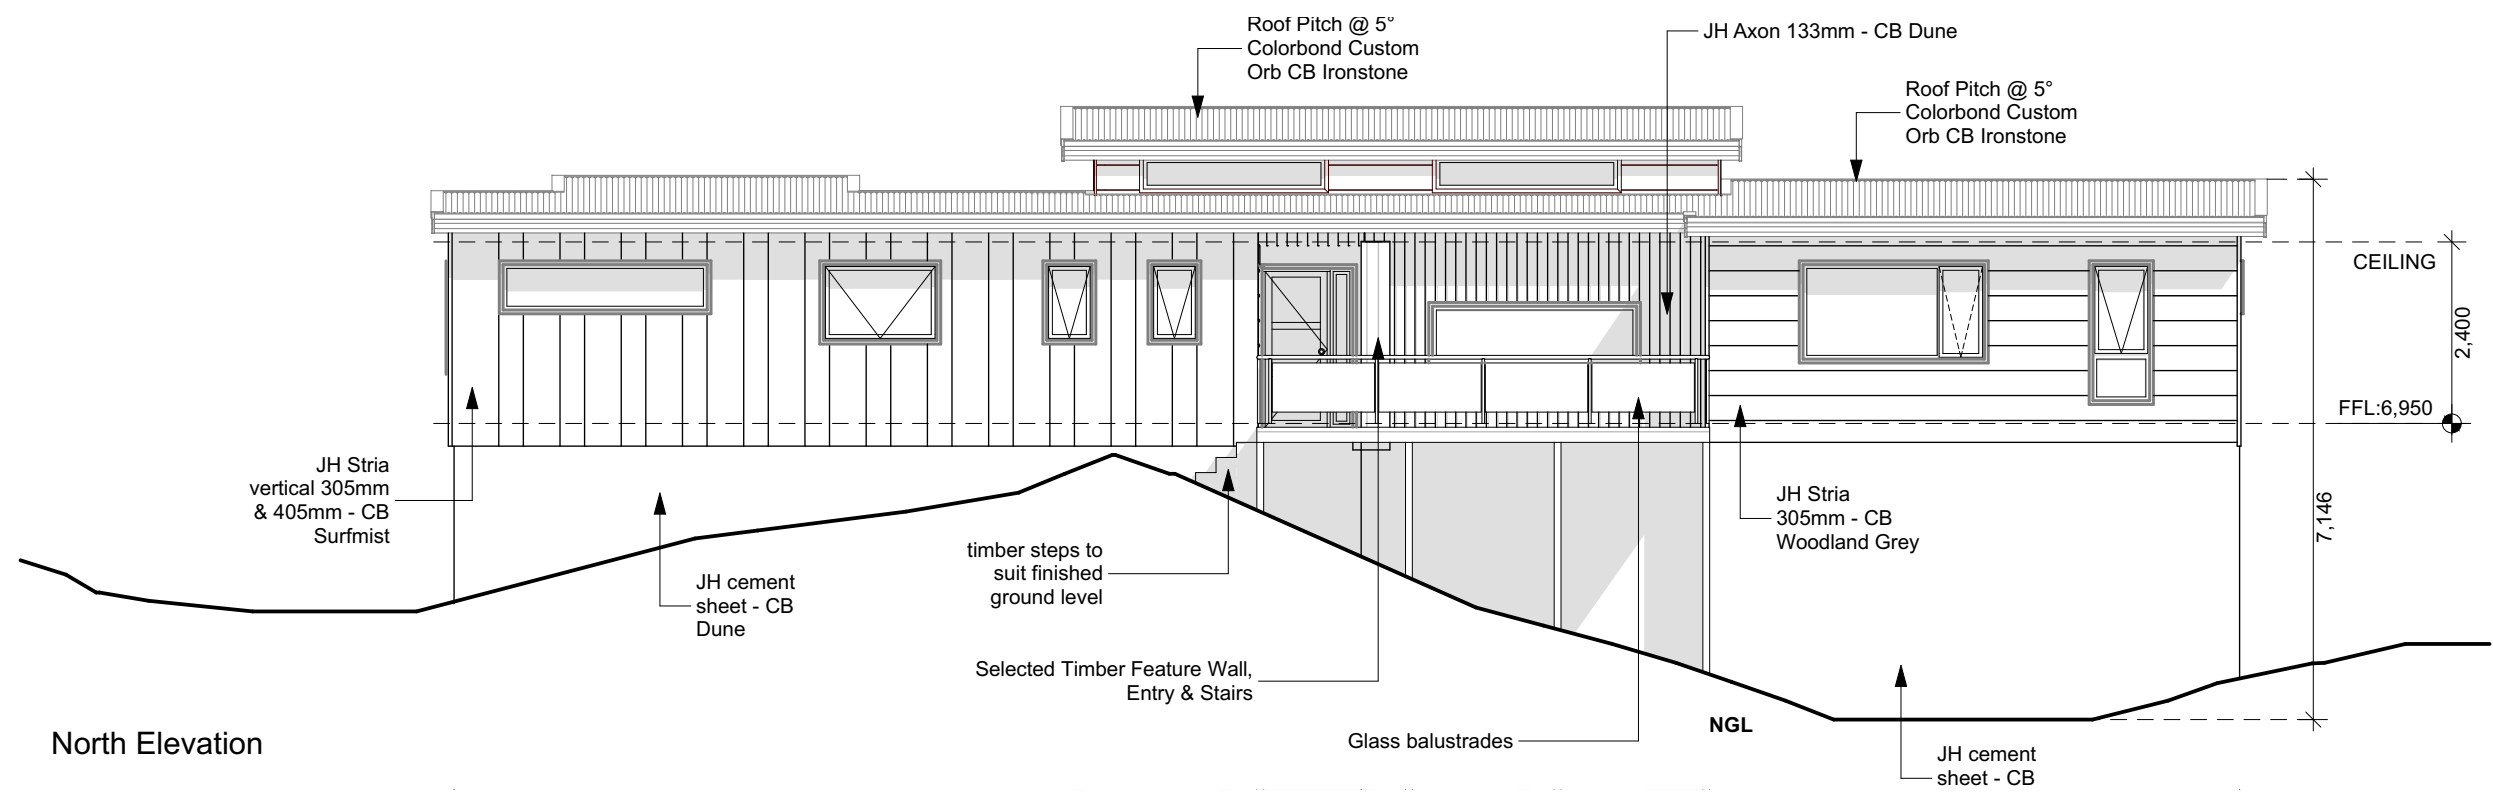 Roof Pitch @ 5°
Colorbond Custom
Orb CB Ironstone
JH Axon 133mm - CB Dune
Roof Pitch @ 5°
Colorbond Custom
Orb CB Ironstone
CEILING
2,400
FFL:6,950
7,146
JH Stria
vertical 305mm
& 405mm - CB
Surfmist
JH Stria
305mm - CB
Woodland Grey
timber steps to
suit finished
ground level
JH cement
sheet - CB
Dune
Selected Timber Feature Wall,
Entry & Stairs
NGL
Glass balustrades
North Elevation
JH cement
sheet - CB